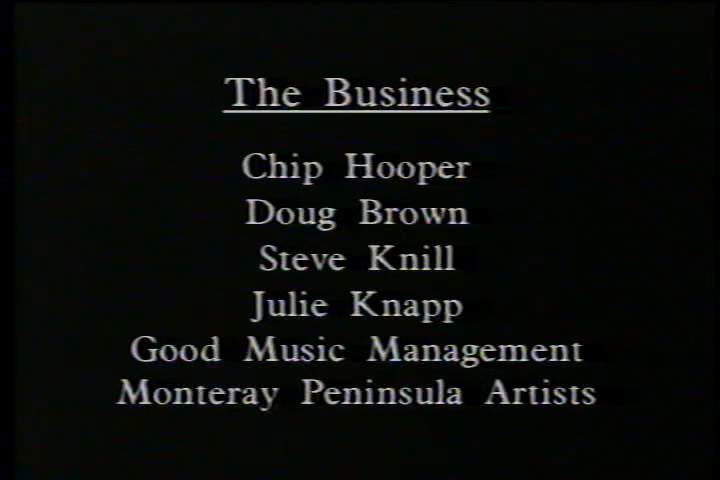 The Business
Chip Hooper
Doug Brown
Steve Knill
Julie Knapp
Good Music Management
Monteray Peninsula Artists